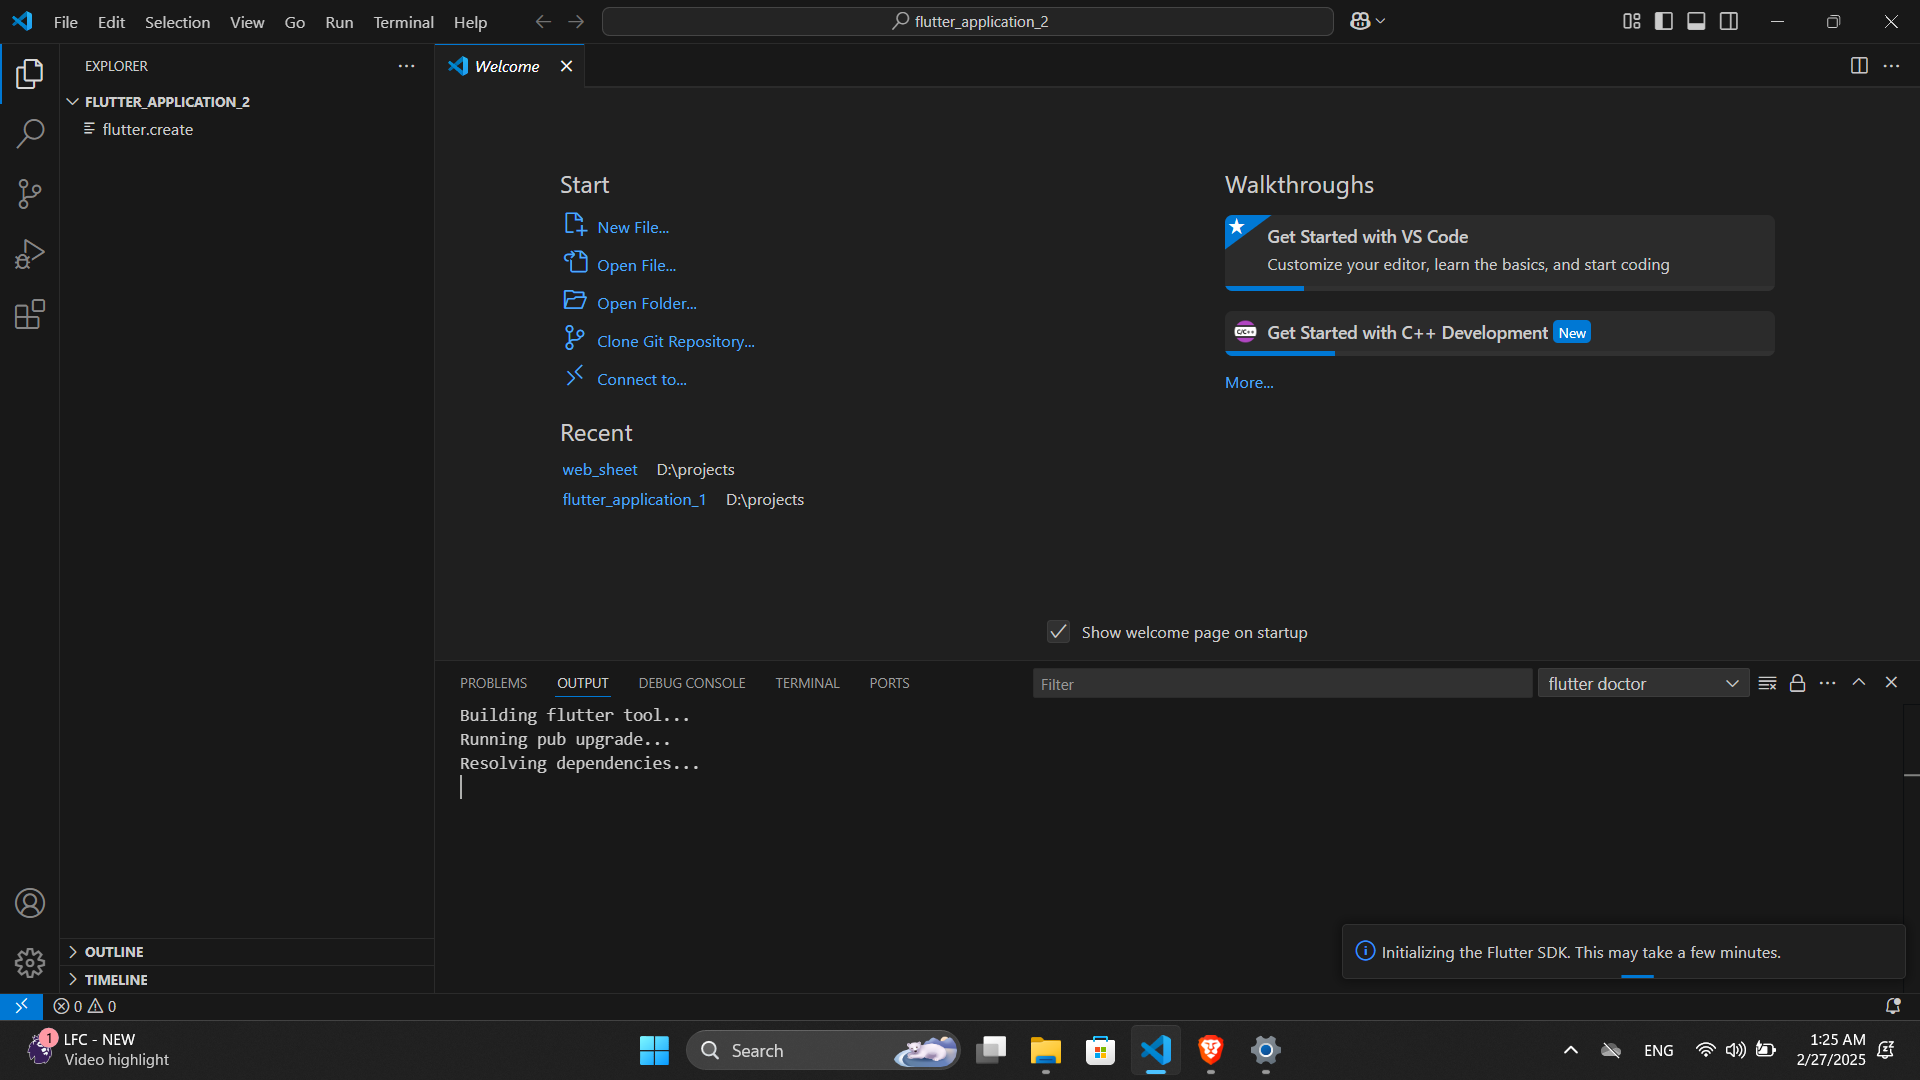 File Edit Selection View Go Run Terminal Help
flutter_application_2
EXPLORER
Welcome
FLUTTER_APPLICATION_2
flutter.create
Start
New File...
Open File...
Open Folder...
Clone Git Repository...
Connect to...
Recent
web_sheet D:\projects
flutter_application_1 D:\projects
Walkthroughs
Get Started with VS Code
Customize your editor, learn the basics, and start coding
C/C++ Get Started with C++ Development New
More...
Show welcome page on startup
PROBLEMS OUTPUT DEBUG CONSOLE TERMINAL PORTS
Filter
flutter doctor
Building flutter tool...
Running pub upgrade...
Resolving dependencies...
Initializing the Flutter SDK. This may take a few minutes.
OUTLINE
TIMELINE
0 0
1
LFC - NEW
Video highlight
Search
ENG
1:25 AM
2/27/2025